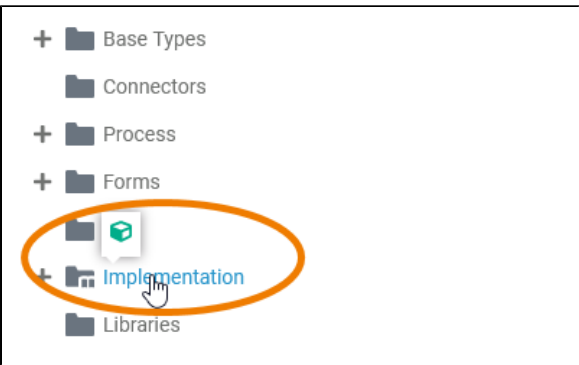 Base Types
Connectors
Process
Forms
Implementation
Libraries